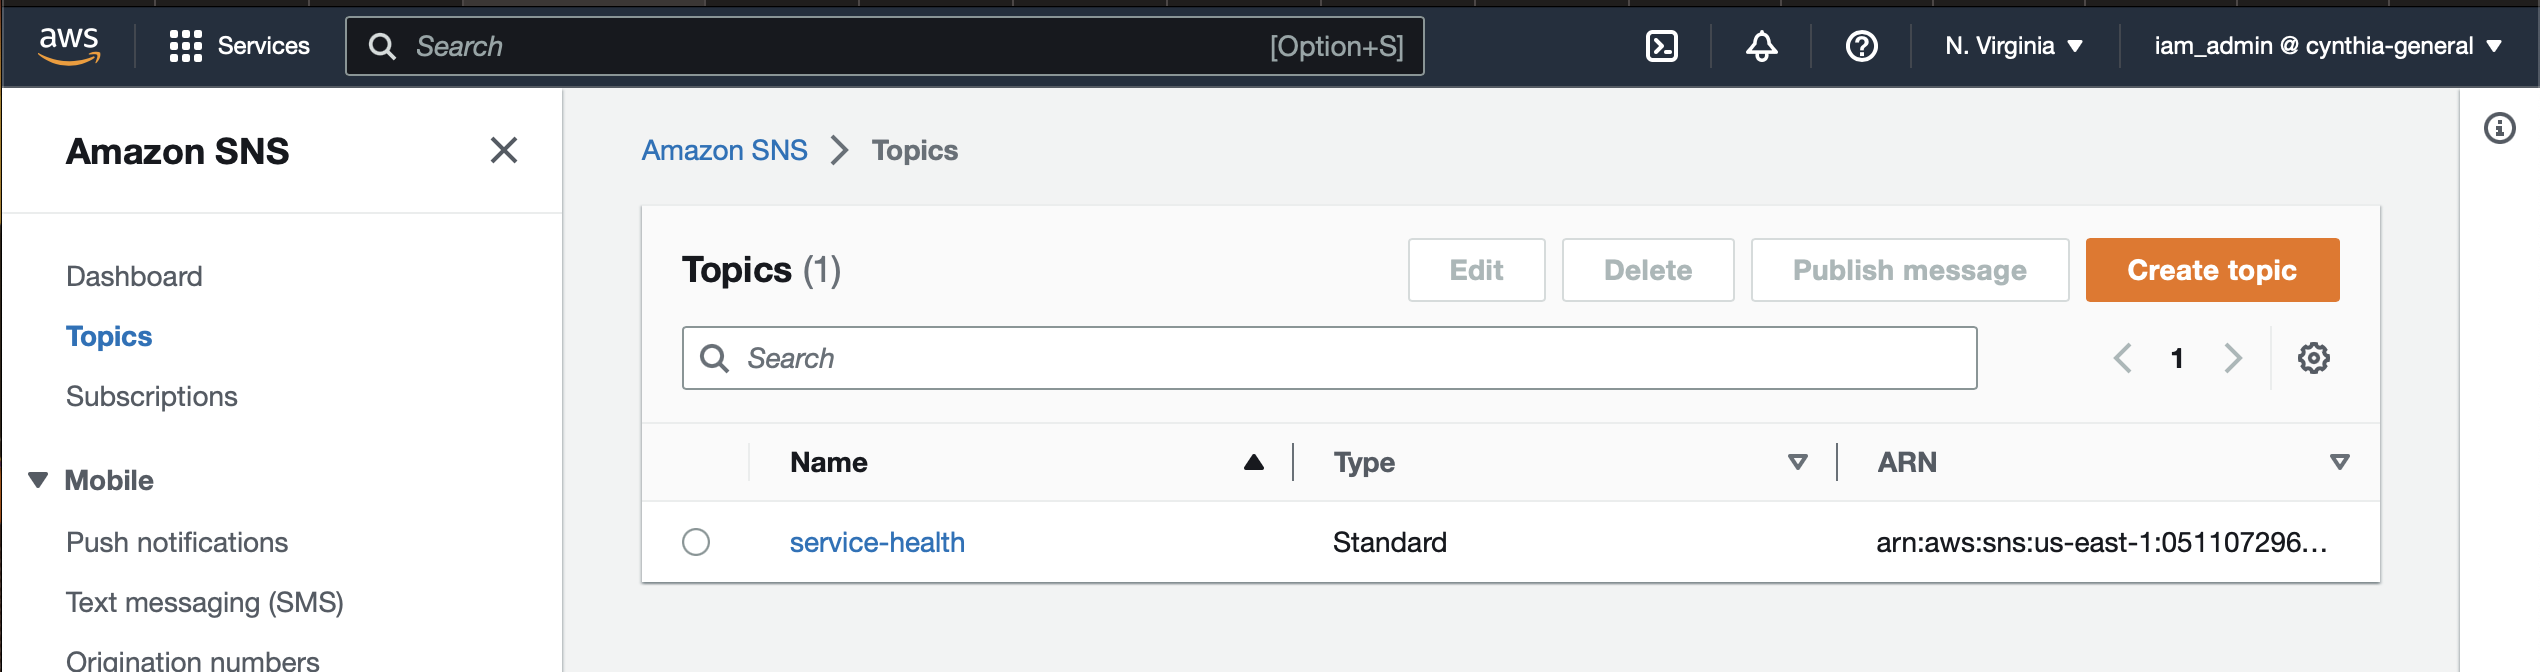 aws
Services
Search
[Option+S]
N. Virginia
iam_admin @ cynthia-general
Amazon SNS
Dashboard
Topics
Subscriptions
Mobile
Push notifications
Text messaging (SMS)
Origination numbers
Amazon SNS
Topics
Topics (1)
Edit
Delete
Publish message
Create topic
Search
1
Name
Type
ARN
service-health
Standard
arn:aws:sns:us-east-1:051107296...